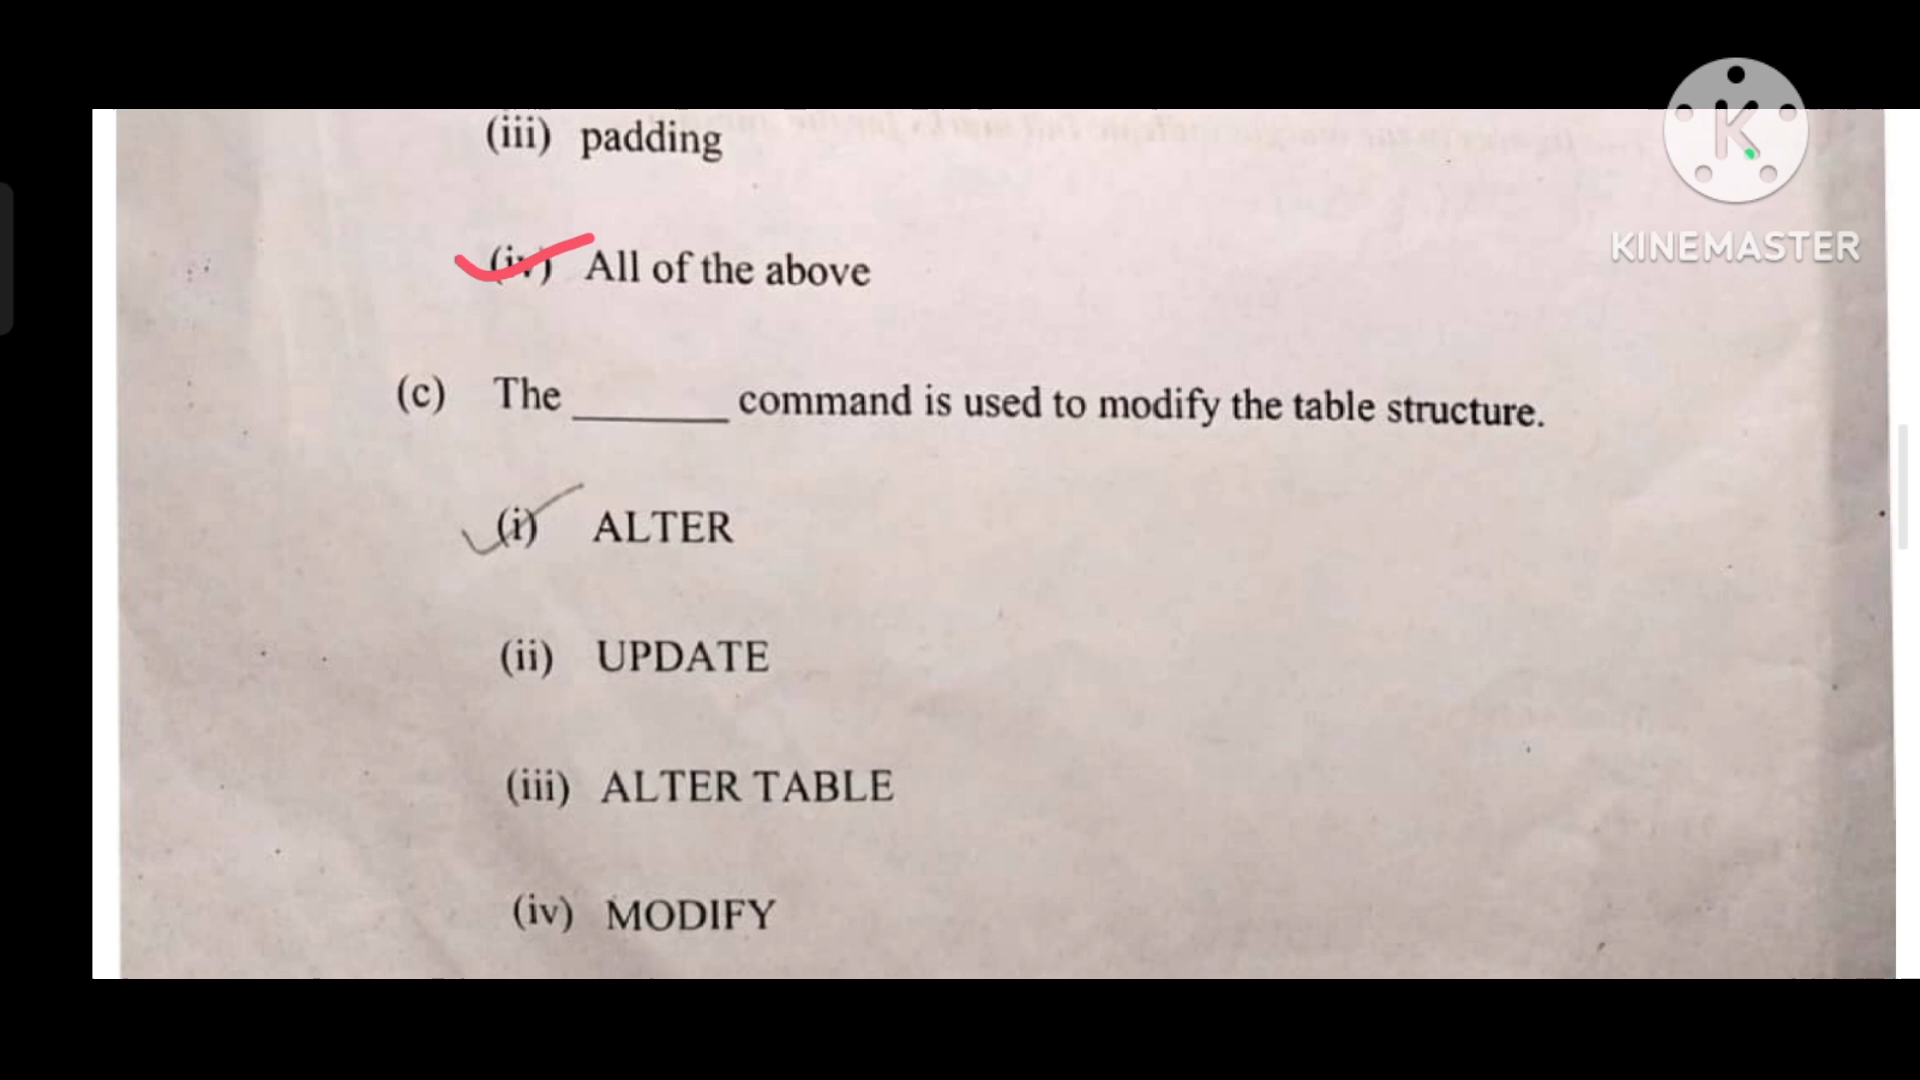 (iii) padding
K
KINEMASTER
(iv) All of the above
(c) The ______ command is used to modify the table structure.
(i) ALTER
(ii) UPDATE
(iii) ALTER TABLE
(iv) MODIFY